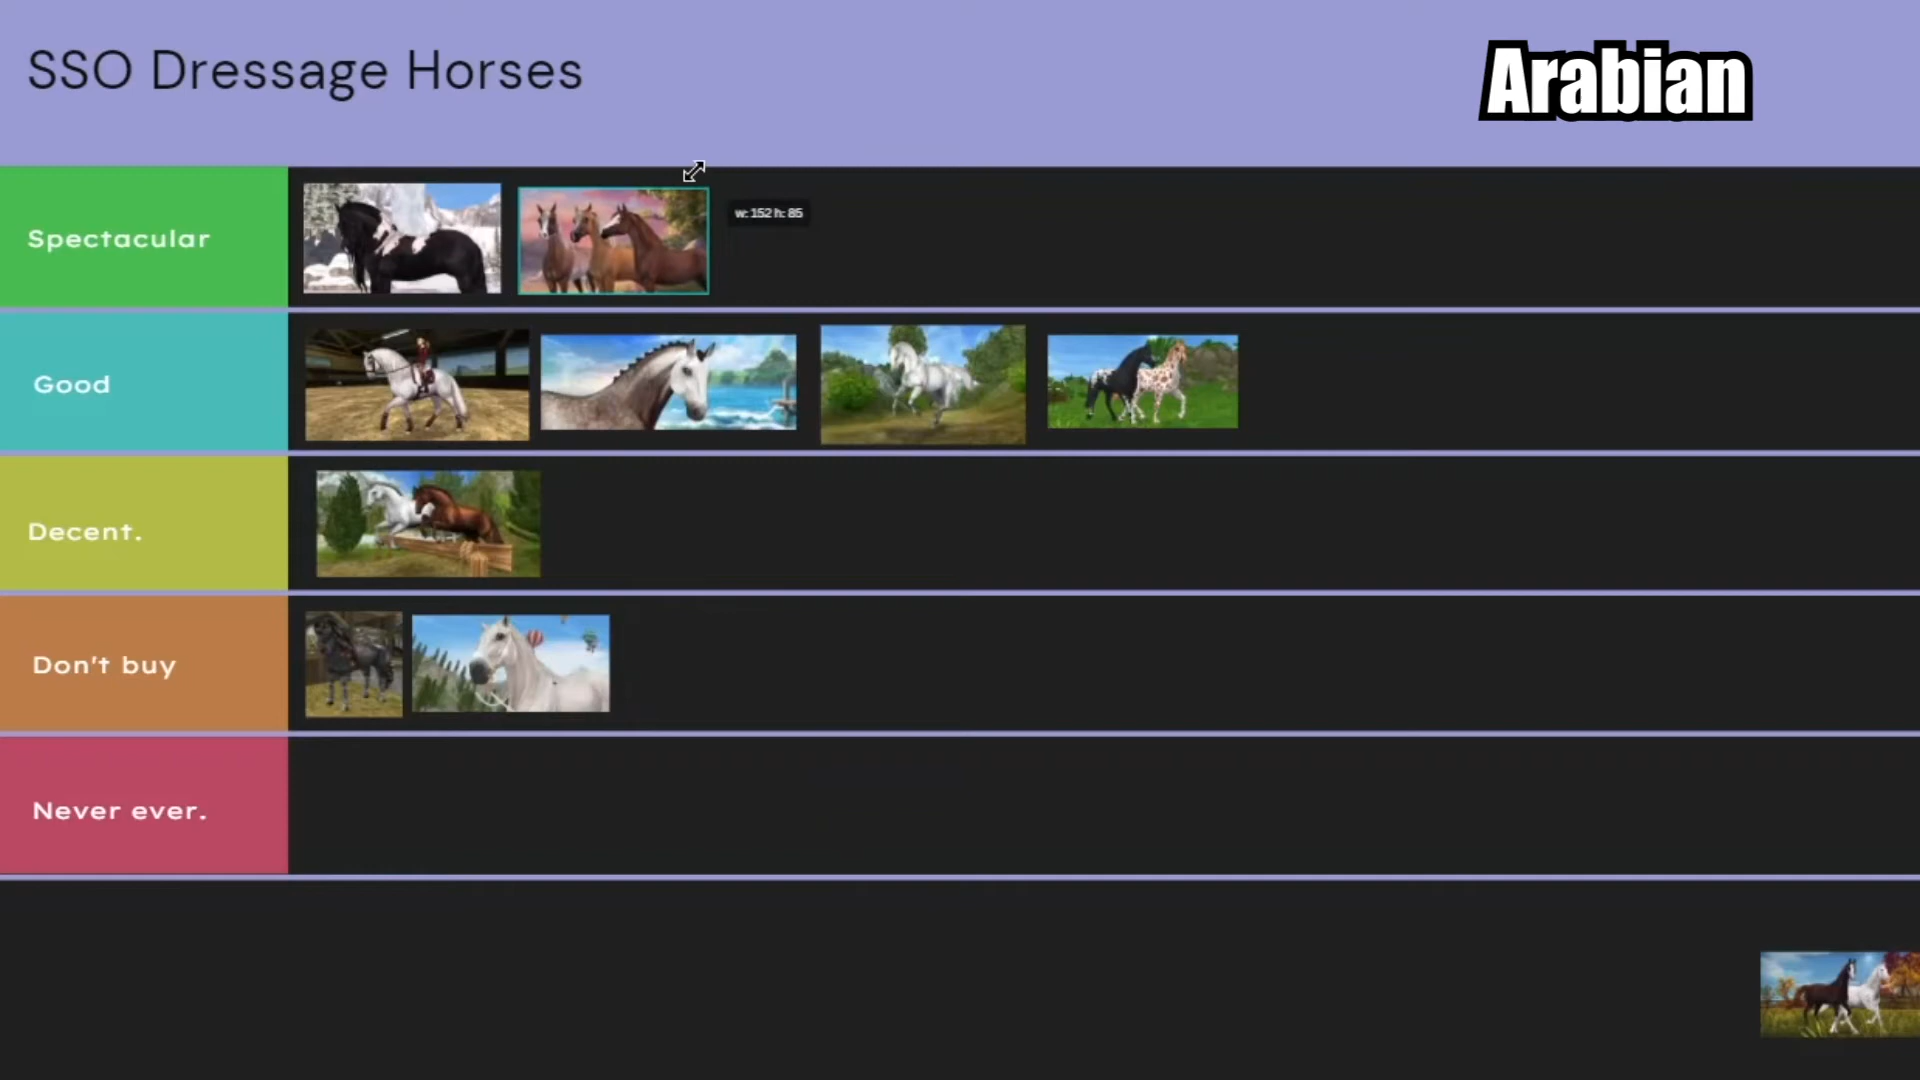 SSO Dressage Horses
Arabian
w: 152 h: 85
Spectacular
Good
Decent.
Don't buy
Never ever.